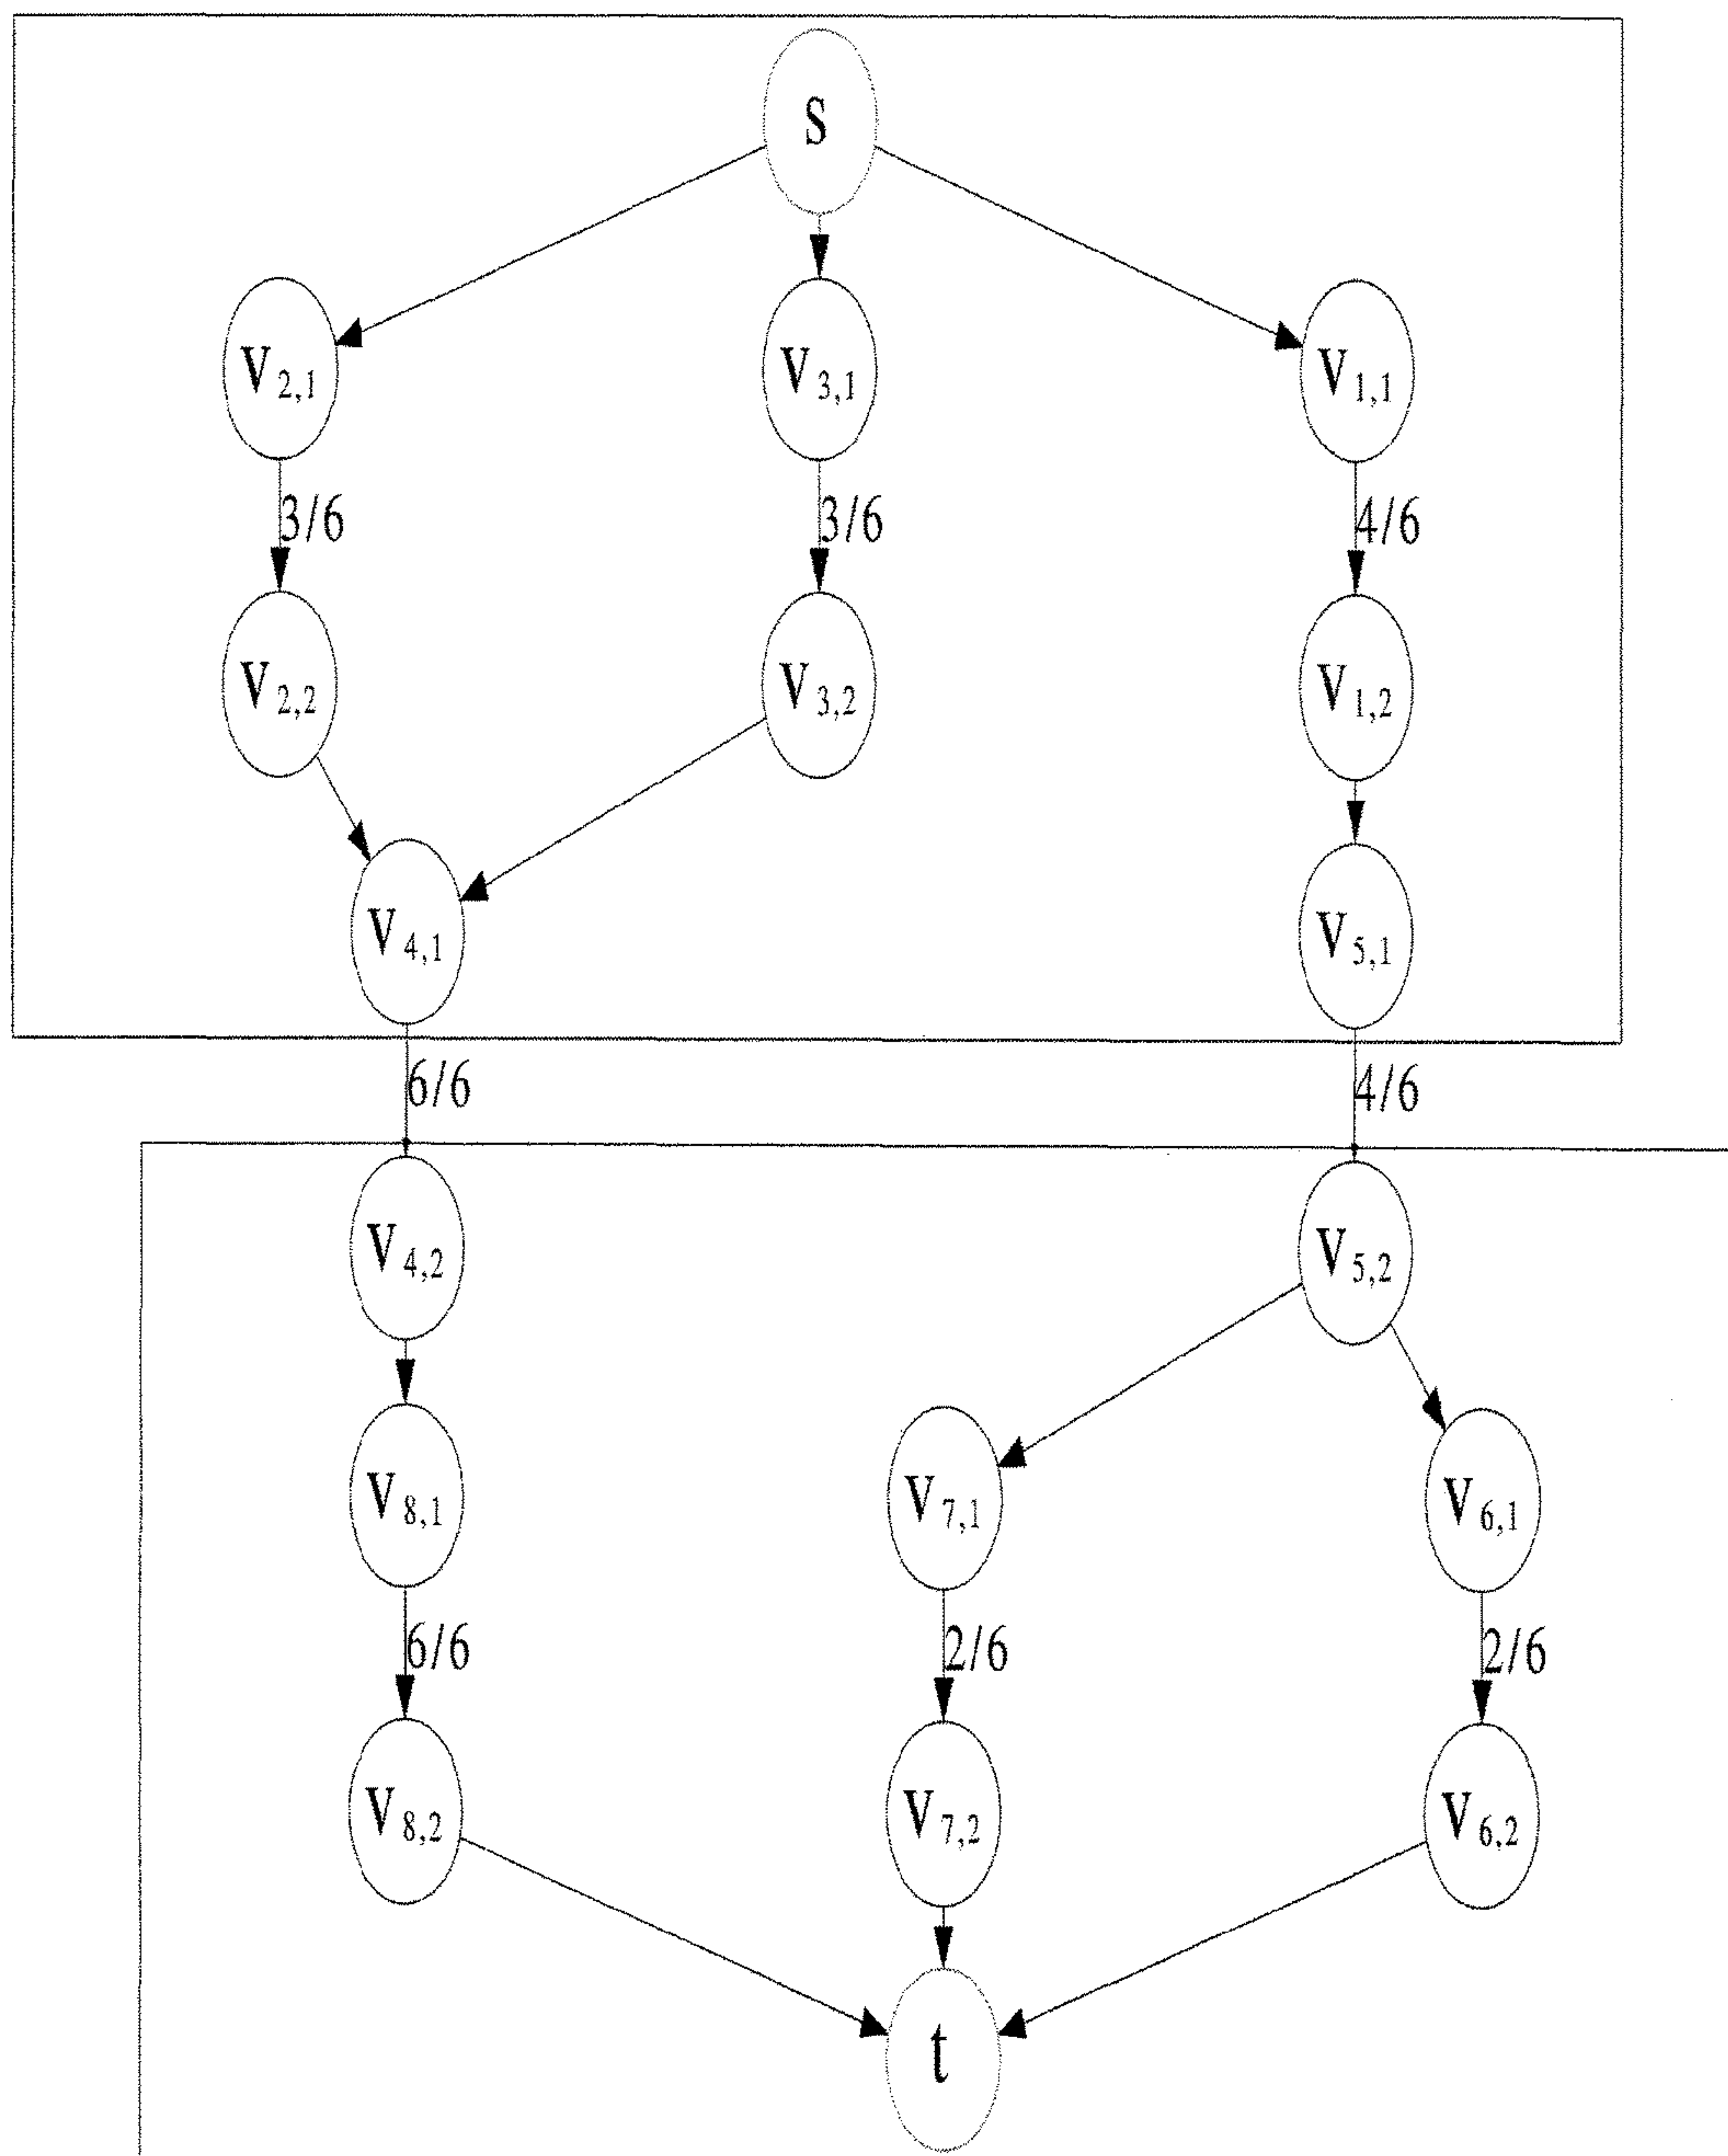 s
v2,1 v3,1 v1,1
3/6 3/6 4/6
v2,2 v3,2 v1,2
v4,1 v5,1
6/6 4/6
v4,2 v5,2
v8,1 v7,1 v6,1
6/6 2/6 2/6
v8,2 v7,2 v6,2
t